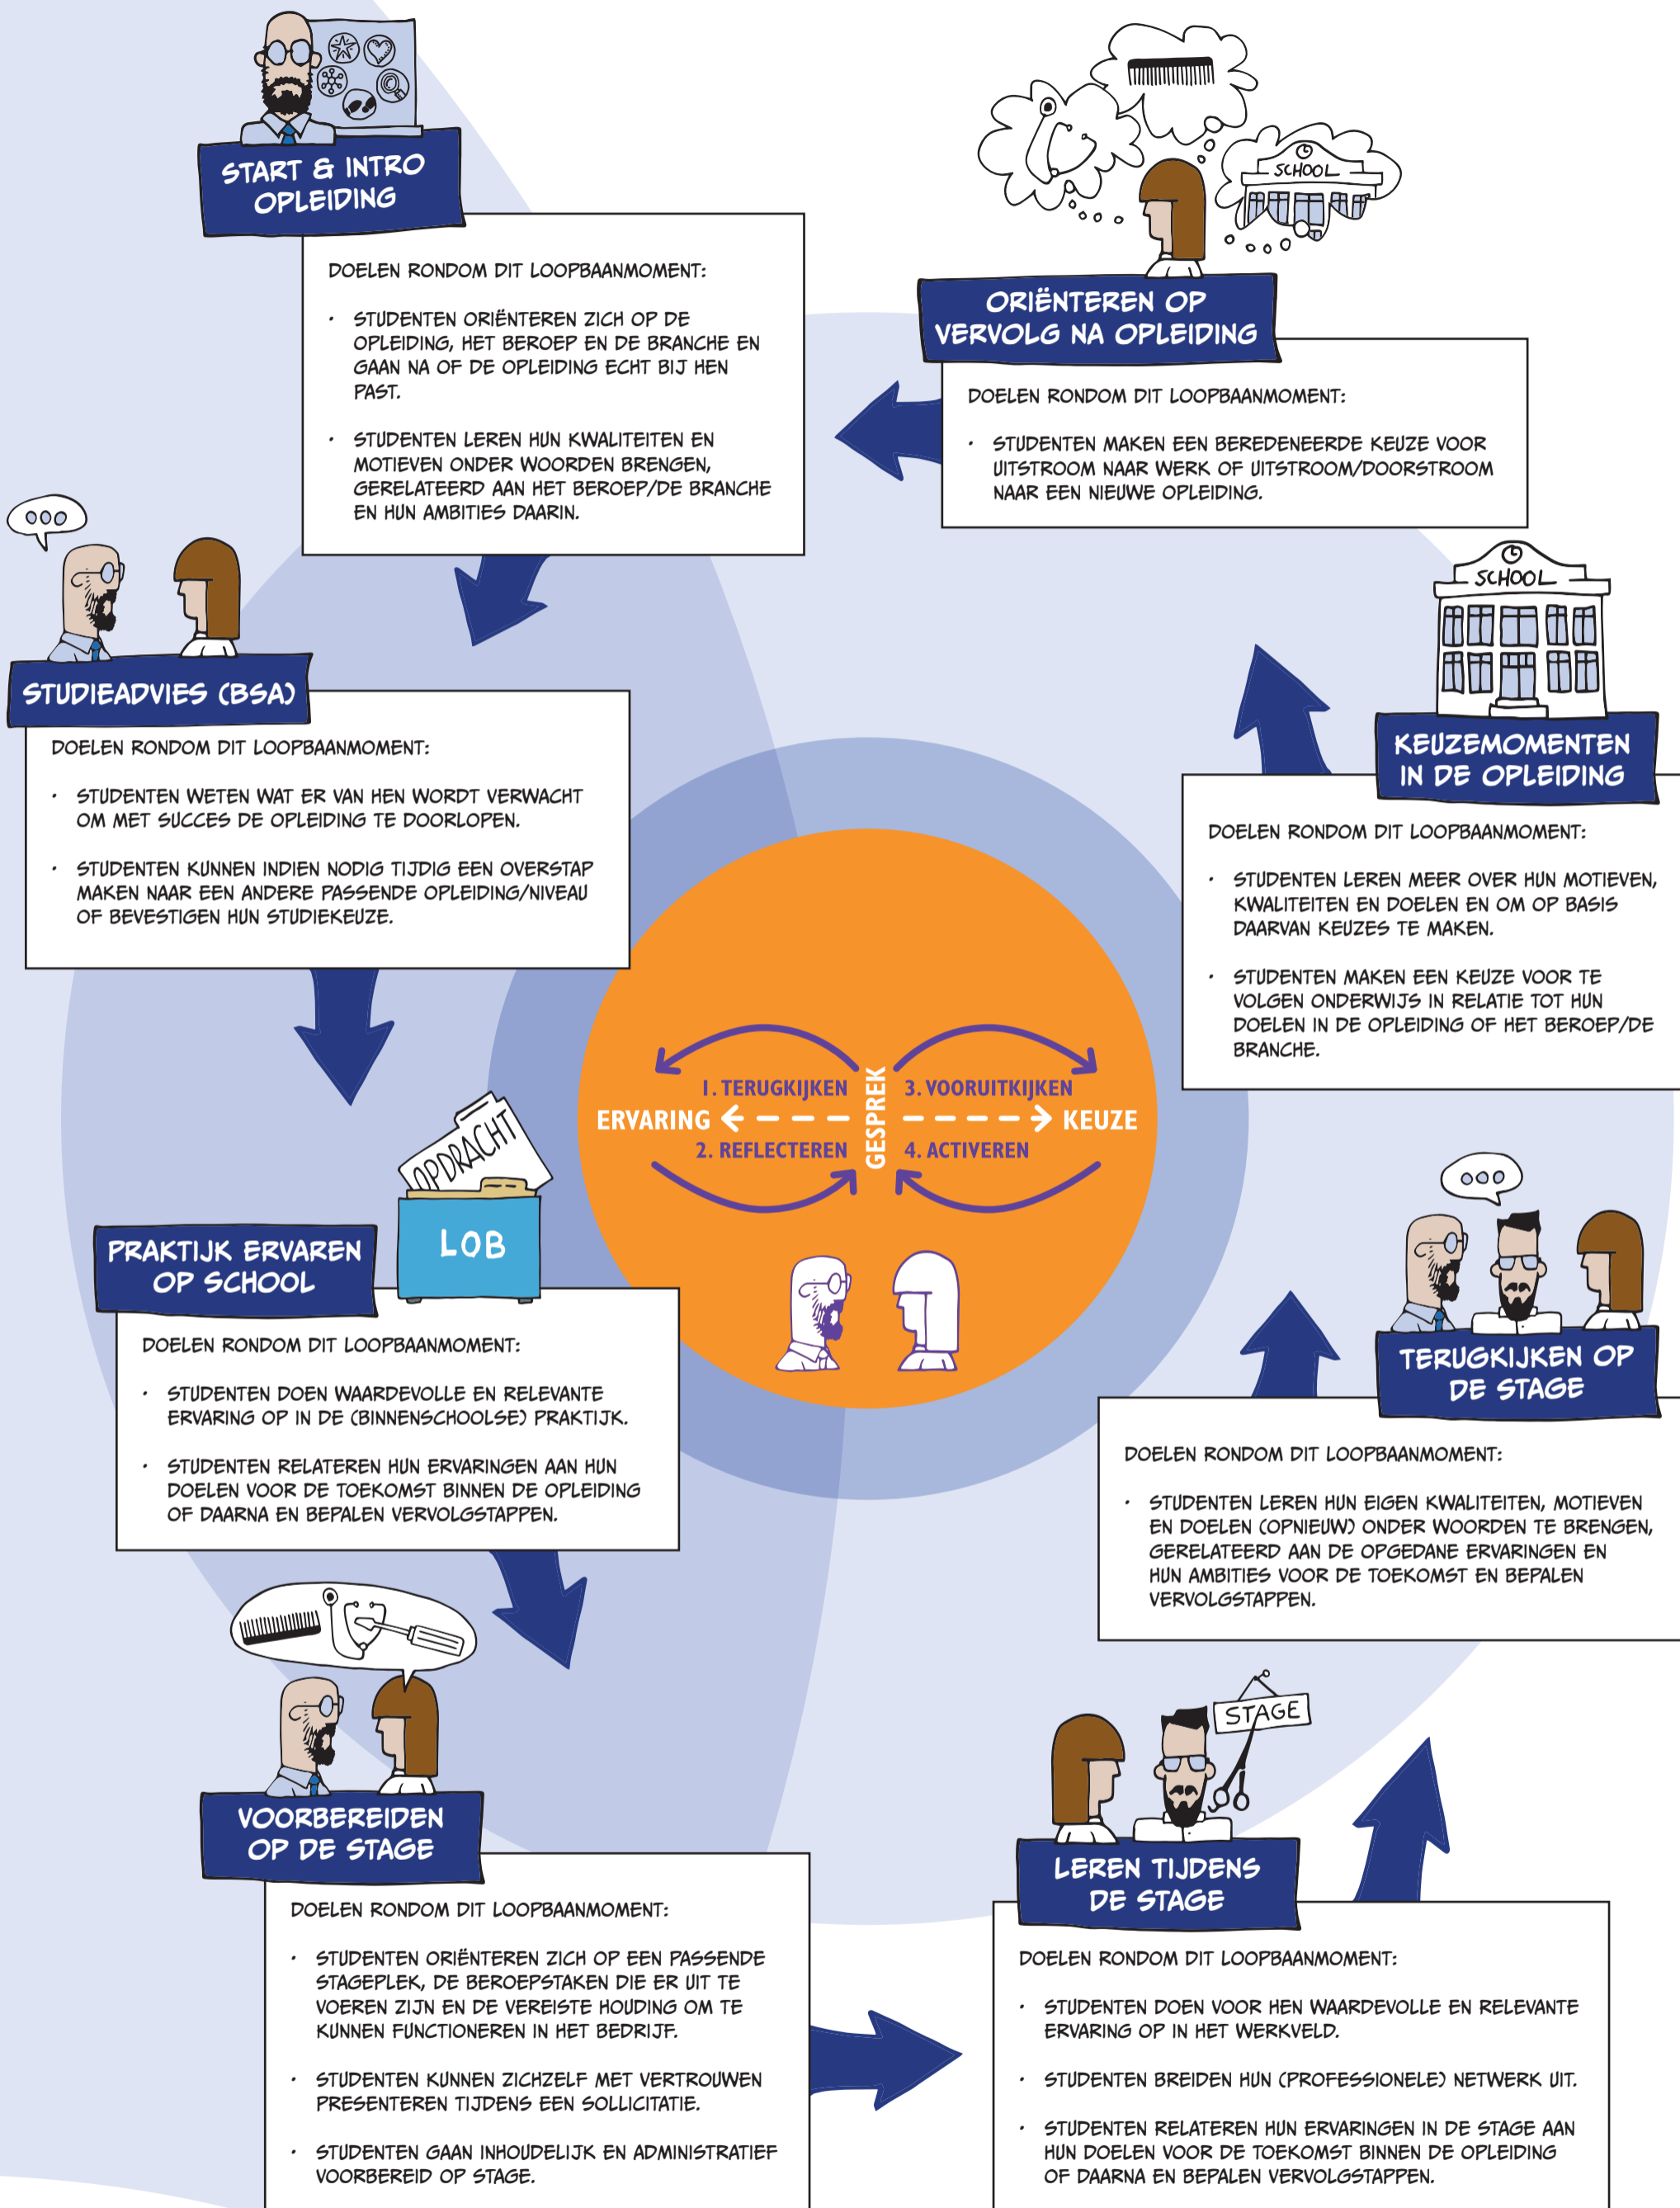 START & INTRO
OPLEIDING
DOELEN RONDOM DIT LOOPBAANMOMENT:
· STUDENTEN ORIËNTEREN ZICH OP DE
OPLEIDING, HET BEROEP EN DE BRANCHE EN
GAAN NA OF DE OPLEIDING ECHT BIJ HEN
PAST.
· STUDENTEN LEREN HUN KWALITEITEN EN
MOTIEVEN ONDER WOORDEN BRENGEN,
GERELATEERD AAN HET BEROEP/DE BRANCHE
EN HUN AMBITIES DAARIN.
STUDIEADVIES (BSA)
DOELEN RONDOM DIT LOOPBAANMOMENT:
· STUDENTEN WETEN WAT ER VAN HEN WORDT VERWACHT
OM MET SUCCES DE OPLEIDING TE DOORLOPEN.
· STUDENTEN KUNNEN INDIEN NODIG TIJDIG EEN OVERSTAP
MAKEN NAAR EEN ANDERE PASSENDE OPLEIDING/NIVEAU
OF BEVESTIGEN HUN STUDIEKEUZE.
OPDRACHT
LOB
PRAKTIJK ERVAREN
OP SCHOOL
DOELEN RONDOM DIT LOOPBAANMOMENT:
· STUDENTEN DOEN WAARDEVOLLE EN RELEVANTE
ERVARING OP IN DE (BINNENSCHOOLSE) PRAKTIJK.
· STUDENTEN RELATEREN HUN ERVARINGEN AAN HUN
DOELEN VOOR DE TOEKOMST BINNEN DE OPLEIDING
OF DAARNA EN BEPALEN VERVOLGSTAPPEN.
VOORBEREIDEN
OP DE STAGE
DOELEN RONDOM DIT LOOPBAANMOMENT:
· STUDENTEN ORIËNTEREN ZICH OP EEN PASSENDE
STAGEPLEK, DE BEROEPSTAKEN DIE ER UIT TE
VOEREN ZIJN EN DE VEREISTE HOUDING OM TE
KUNNEN FUNCTIONEREN IN HET BEDRIJF.
· STUDENTEN KUNNEN ZICHZELF MET VERTROUWEN
PRESENTEREN TIJDENS EEN SOLLICITATIE.
· STUDENTEN GAAN INHOUDELIJK EN ADMINISTRATIEF
VOORBEREID OP STAGE.
STAGE
LEREN TIJDENS
DE STAGE
DOELEN RONDOM DIT LOOPBAANMOMENT:
· STUDENTEN DOEN VOOR HEN WAARDEVOLLE EN RELEVANTE
ERVARING OP IN HET WERKVELD.
· STUDENTEN BREIDEN HUN (PROFESSIONELE) NETWERK UIT.
· STUDENTEN RELATEREN HUN ERVARINGEN IN DE STAGE AAN
HUN DOELEN VOOR DE TOEKOMST BINNEN DE OPLEIDING
OF DAARNA EN BEPALEN VERVOLGSTAPPEN.
TERUGKIJKEN OP
DE STAGE
DOELEN RONDOM DIT LOOPBAANMOMENT:
· STUDENTEN LEREN HUN EIGEN KWALITEITEN, MOTIEVEN
EN DOELEN (OPNIEUW) ONDER WOORDEN TE BRENGEN,
GERELATEERD AAN DE OPGEDANE ERVARINGEN EN
HUN AMBITIES VOOR DE TOEKOMST EN BEPALEN
VERVOLGSTAPPEN.
SCHOOL
KEUZEMOMENTEN
IN DE OPLEIDING
DOELEN RONDOM DIT LOOPBAANMOMENT:
· STUDENTEN LEREN MEER OVER HUN MOTIEVEN,
KWALITEITEN EN DOELEN EN OM OP BASIS
DAARVAN KEUZES TE MAKEN.
· STUDENTEN MAKEN EEN KEUZE VOOR TE
VOLGEN ONDERWIJS IN RELATIE TOT HUN
DOELEN IN DE OPLEIDING OF HET BEROEP/DE
BRANCHE.
SCHOOL
ORIËNTEREN OP
VERVOLG NA OPLEIDING
DOELEN RONDOM DIT LOOPBAANMOMENT:
· STUDENTEN MAKEN EEN BEREDENEERDE KEUZE VOOR
UITSTROOM NAAR WERK OF UITSTROOM/DOORSTROOM
NAAR EEN NIEUWE OPLEIDING.
1. TERUGKIJKEN
ERVARING
2. REFLECTEREN
GESPREK
3. VOORUITKIJKEN
KEUZE
4. ACTIVEREN